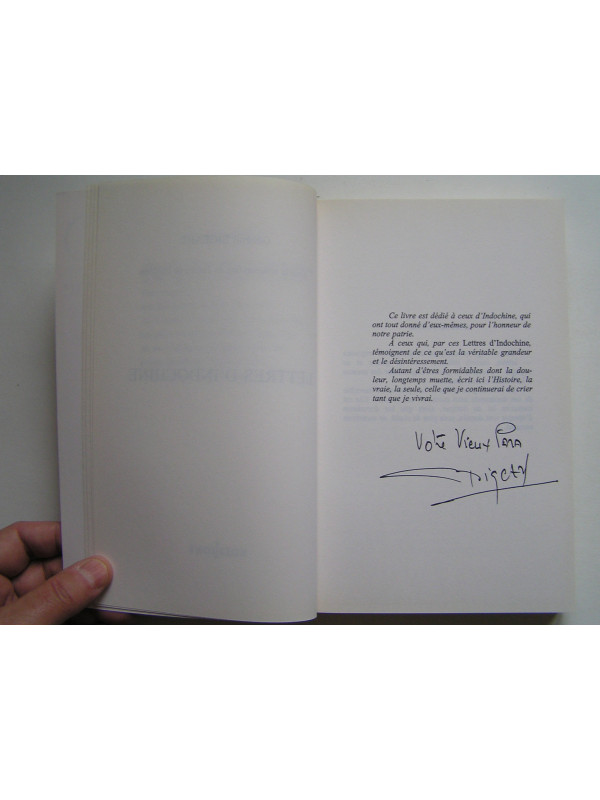 Ce livre est dédié à ceux d'Indochine, qui
ont tout donné d'eux-mêmes, pour l'honneur de
notre patrie.
À ceux qui, par ces Lettres d'Indochine,
témoignent de ce qu'est la véritable grandeur
et le désintéressement.
Autant d'êtres formidables dont la dou-
leur, longtemps muette, écrit ici l'Histoire, la
vraie, la seule, celle que je continuerai de crier
tant que je vivrai.
Votre Vieux Para
Bigeard